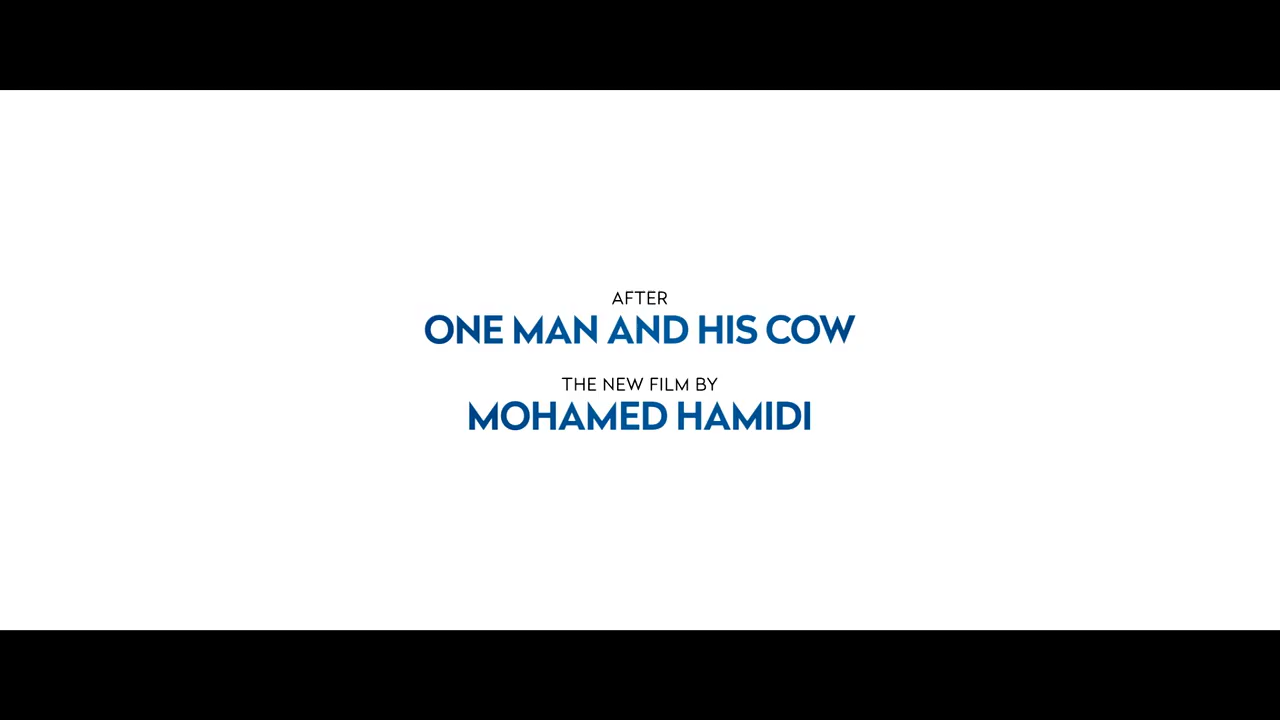 AFTER
ONE MAN AND HIS COW
THE NEW FILM BY
MOHAMED HAMIDI